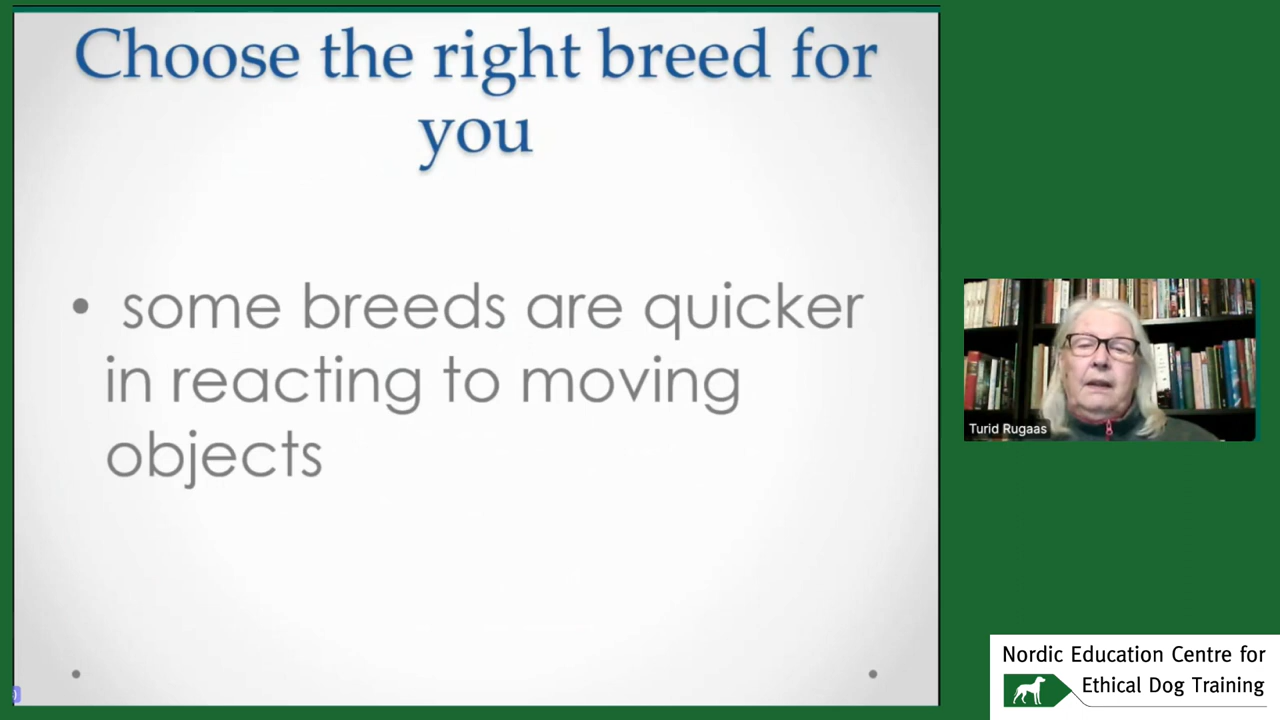 Choose the right breed for
you
• some breeds are quicker
in reacting to moving
objects
Turid Rugaas
Nordic Education Centre for
Ethical Dog Training